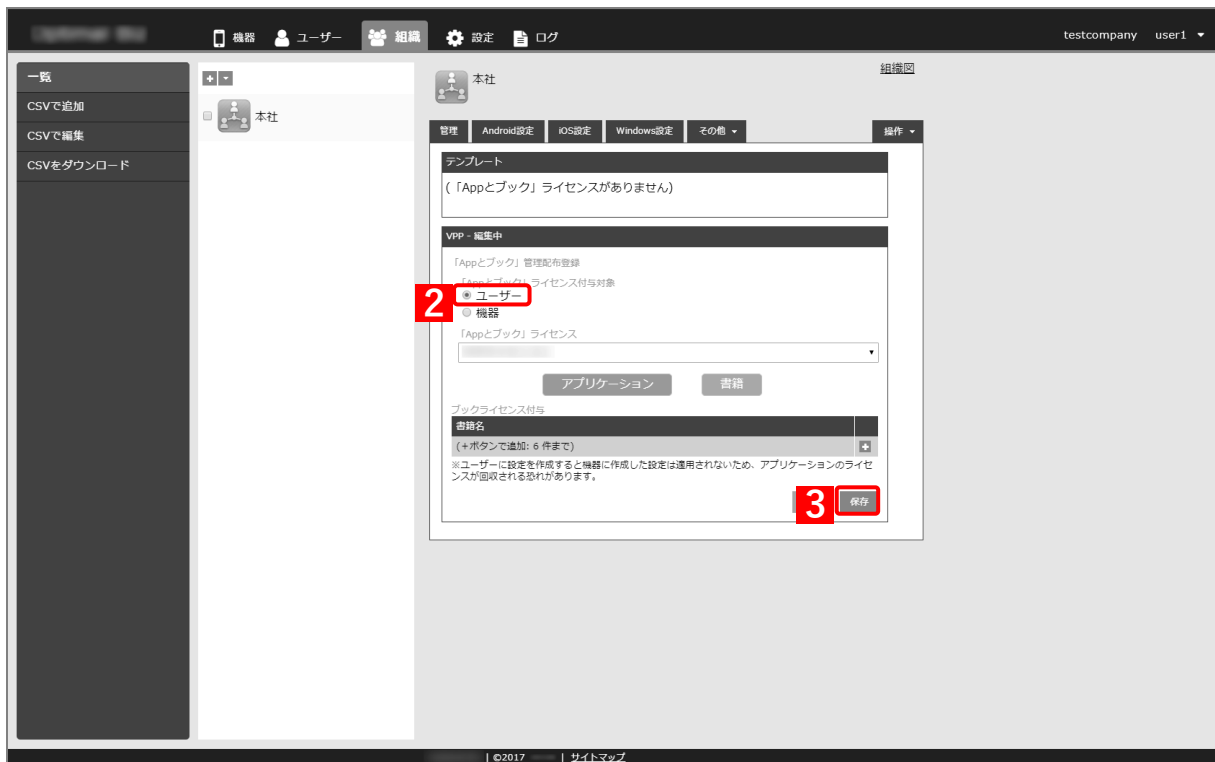 機器 ユーザー 組織 設定 ログ testcompany user1 ▼
一覧
CSVで追加
CSVで編集
CSVをダウンロード
本社
本社
組織図
管理 Android設定 iOS設定 Windows設定 その他 ▼ 操作 ▼
テンプレート
(「Appとブック」ライセンスがありません)
VPP - 編集中
「Appとブック」管理配布登録
「Appとブック」ライセンス付与対象
2 ユーザー
機器
「Appとブック」ライセンス
アプリケーション 書籍
ブックライセンス付与
書籍名
(+ボタンで追加: 6 件まで)
※ユーザーに設定を作成すると機器に作成した設定は適用されないため、アプリケーションのライセ
ンスが回収される恐れがあります。
3 保存
| ©2017 | サイトマップ